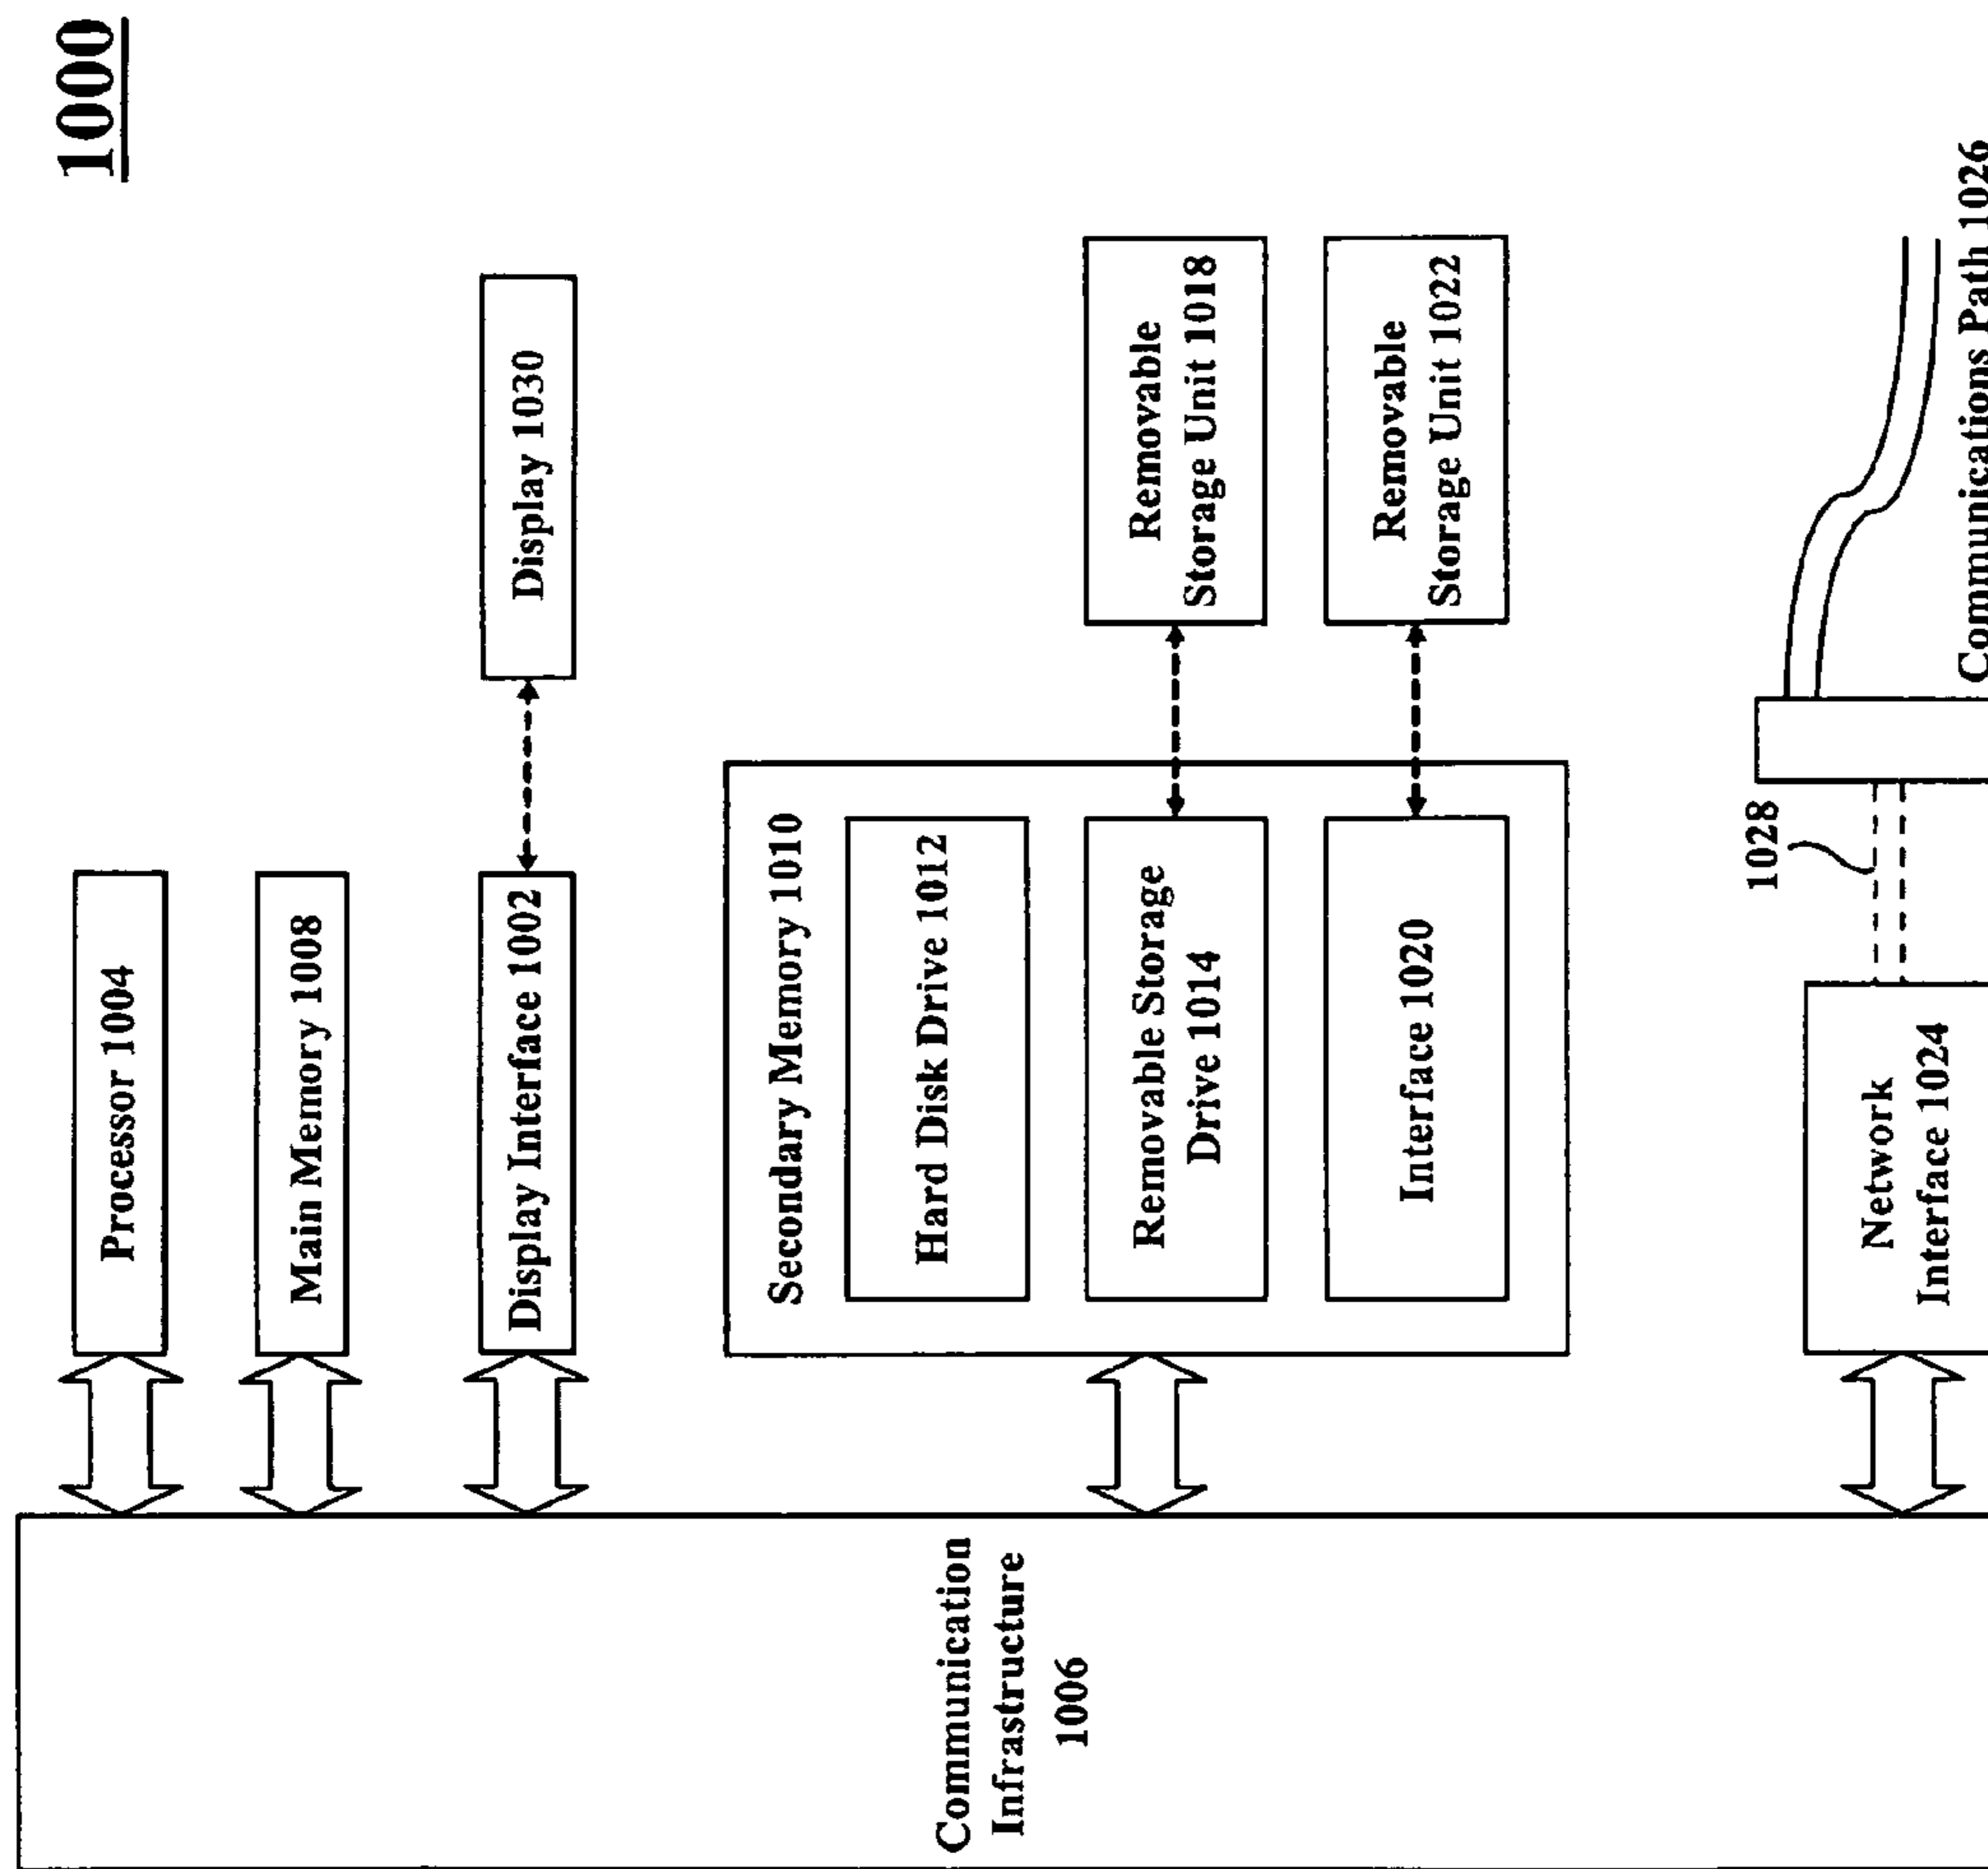 1000
Processor 1004
Main Memory 1008
Display Interface 1002
Display 1030
Secondary Memory 1010
Hard Disk Drive 1012
Removable Storage
Drive 1014
Removable
Storage Unit 1018
Interface 1020
Removable
Storage Unit 1022
Communication
Infrastructure
1006
Network
Interface 1024
1028
Communications Path 1026